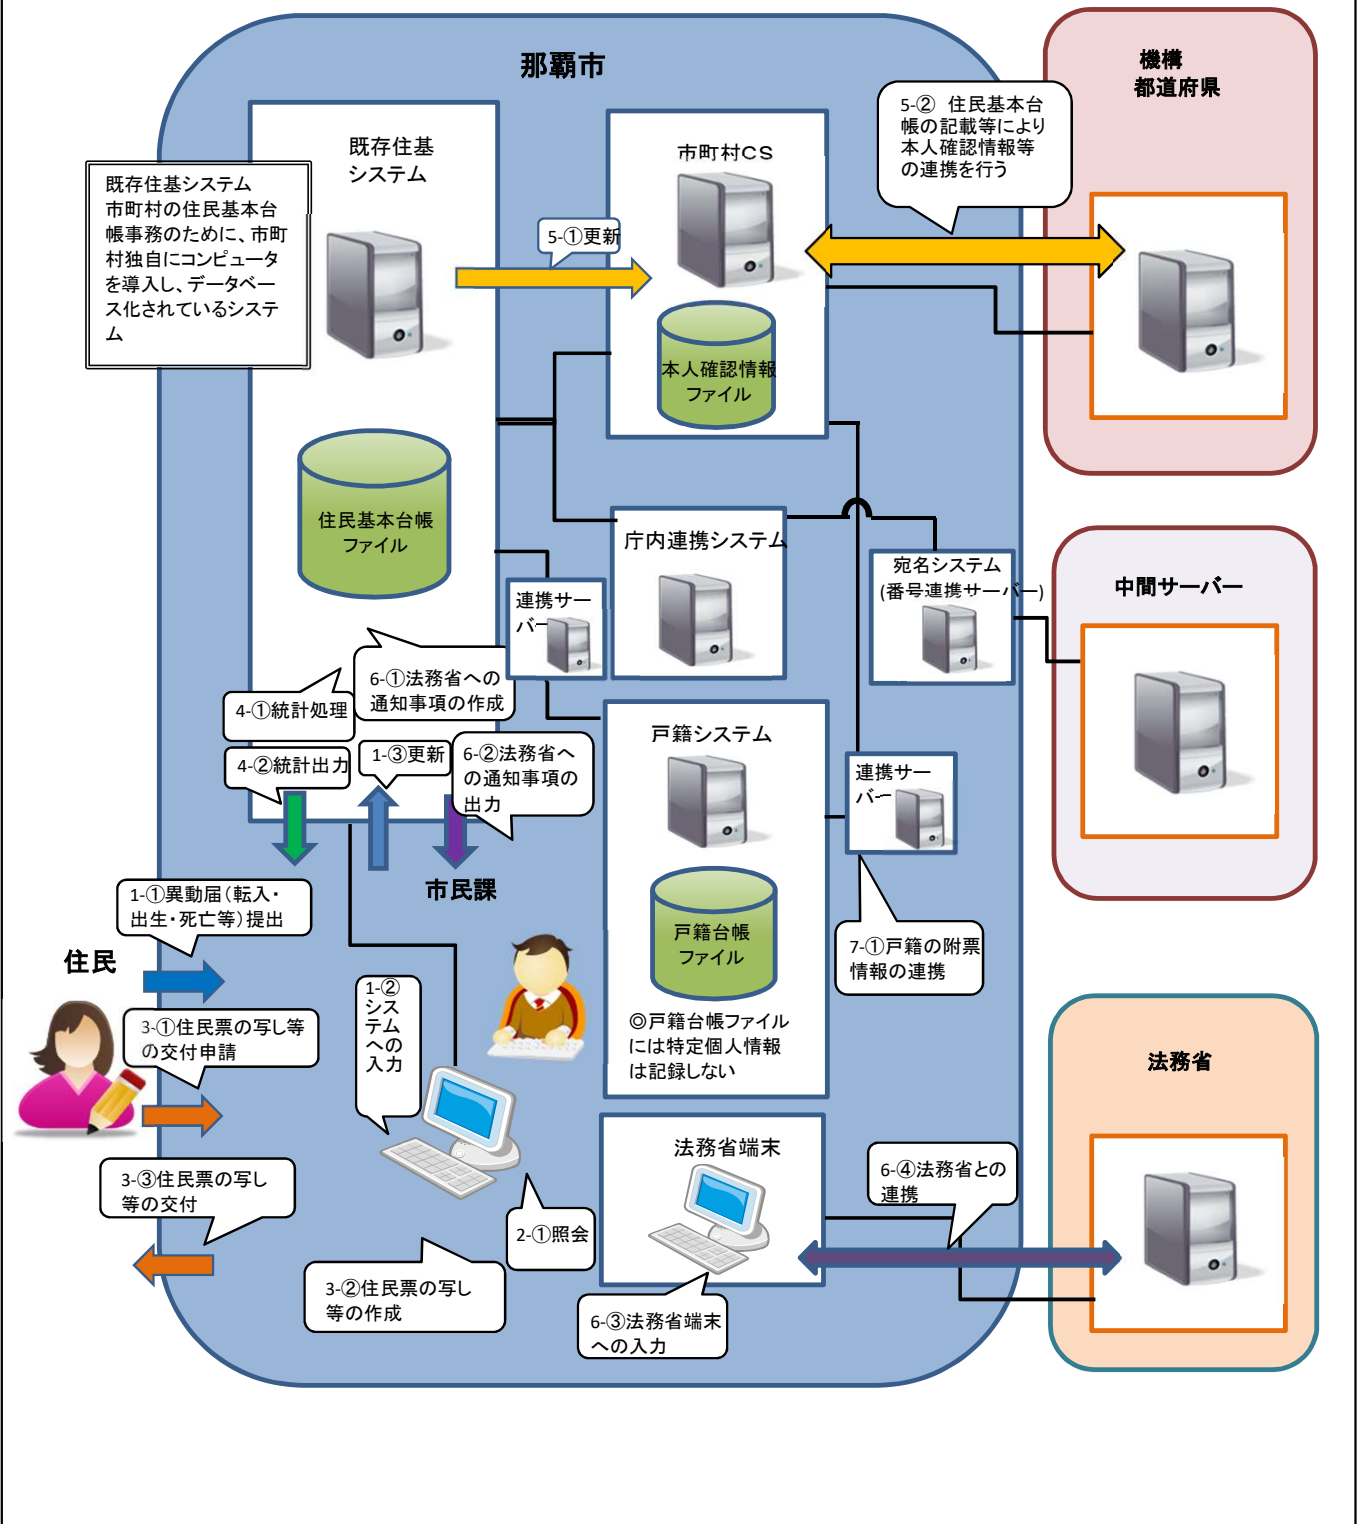 那覇市
機構
都道府県
既存住基
システム
市町村CS
5-② 住民基本台
帳の記載等により
本人確認情報等
の連携を行う
既存住基システム
市町村の住民基本台
帳事務のために、市町
村独自にコンピュータ
を導入し、データベー
ス化されているシステ
ム
5-①更新
本人確認情報
ファイル
住民基本台帳
ファイル
庁内連携システム
宛名システム
(番号連携サーバー)
中間サーバー
連携サー
バー
6-①法務省への
通知事項の作成
4-①統計処理
4-②統計出力
1-③更新
6-②法務省へ
の通知事項の
出力
戸籍システム
連携サー
バー
市民課
1-①異動届(転入・
出生・死亡等)提出
住民
戸籍台帳
ファイル
7-①戸籍の附票
情報の連携
1-②
シス
テム
への
入力
3-①住民票の写し等
の交付申請
◎戸籍台帳ファイル
には特定個人情報
は記録しない
法務省
法務省端末
3-③住民票の写し
等の交付
6-④法務省との
連携
2-①照会
3-②住民票の写し
等の作成
6-③法務省端末
への入力